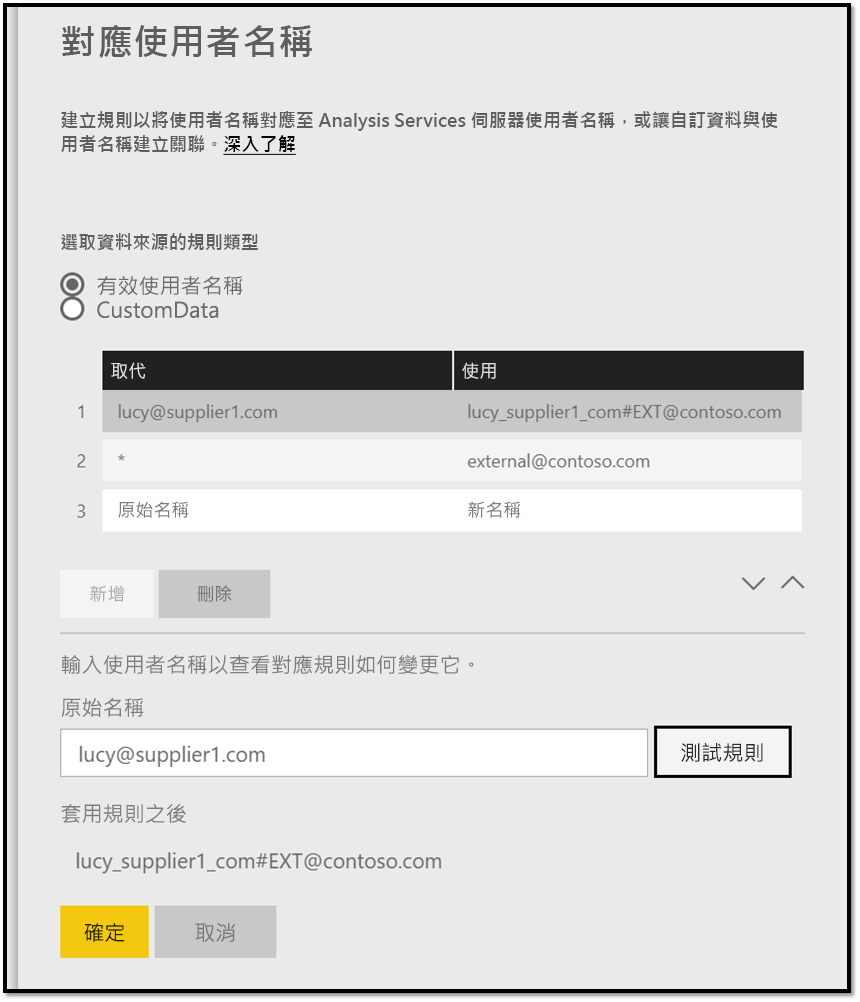 對應使用者名稱
建立規則以將使用者名稱對應至 Analysis Services 伺服器使用者名稱，或讓自訂資料與使
用者名稱建立關聯。深入了解
選取資料來源的規則類型
有效使用者名稱
CustomData
取代 使用
1 lucy@supplier1.com lucy_supplier1_com#EXT@contoso.com
2 * external@contoso.com
3 原始名稱 新名稱
新增 刪除
輸入使用者名稱以查看對應規則如何變更它。
原始名稱
lucy@supplier1.com 測試規則
套用規則之後
lucy_supplier1_com#EXT@contoso.com
確定 取消